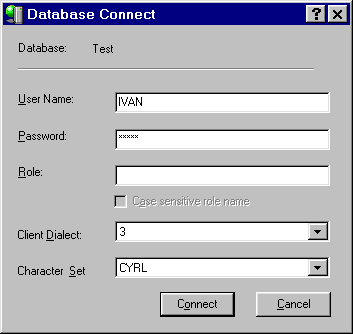 Database Connect
Database: Test
User Name: IVAN
Password: *****
Role:
Case sensitive role name
Client Dialect: 3
Character Set CYRL
Connect Cancel